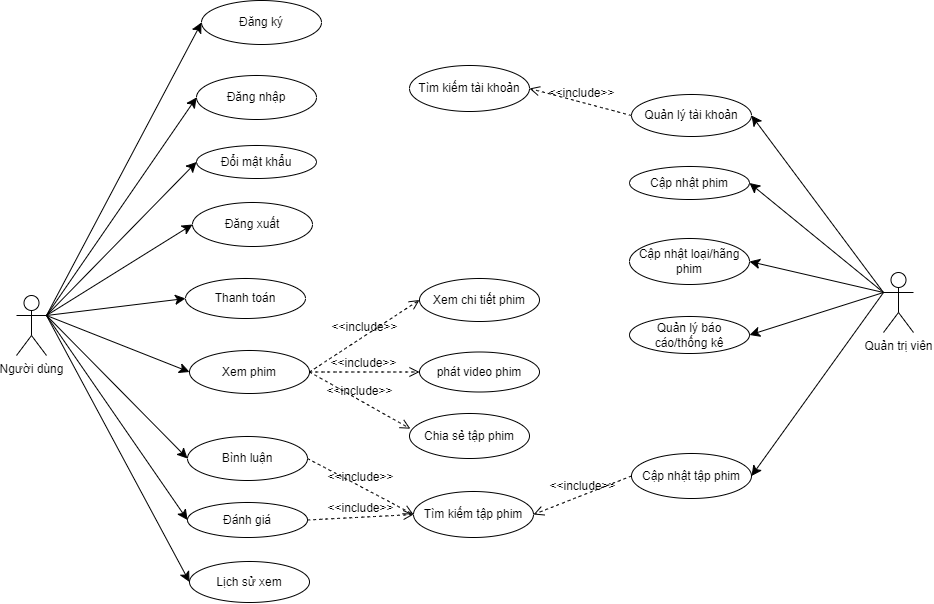 Đăng ký
Đăng nhập
Đổi mật khẩu
Đăng xuất
Thanh toán
Xem phim
Bình luận
Đánh giá
Lịch sử xem
Người dùng
Tìm kiếm tài khoản
<<include>>
Quản lý tài khoản
Cập nhật phim
Cập nhật loại/hãng
phim
Quản lý báo
cáo/thống kê
Quản trị viên
Xem chi tiết phim
<<include>>
<<include>>
phát video phim
<<include>>
Chia sẻ tập phim
<<include>>
<<include>>
Tìm kiếm tập phim
<<include>>
Cập nhật tập phim